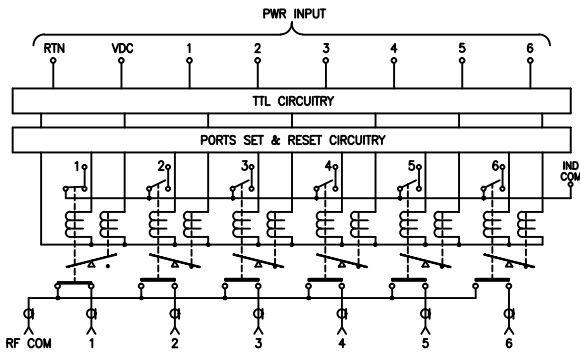 PWR INPUT
RTN VDC 1 2 3 4 5 6
TTL CIRCUITRY
PORTS SET & RESET CIRCUITRY
1 2 3 4 5 6 IND
COM
RF COM 1 2 3 4 5 6